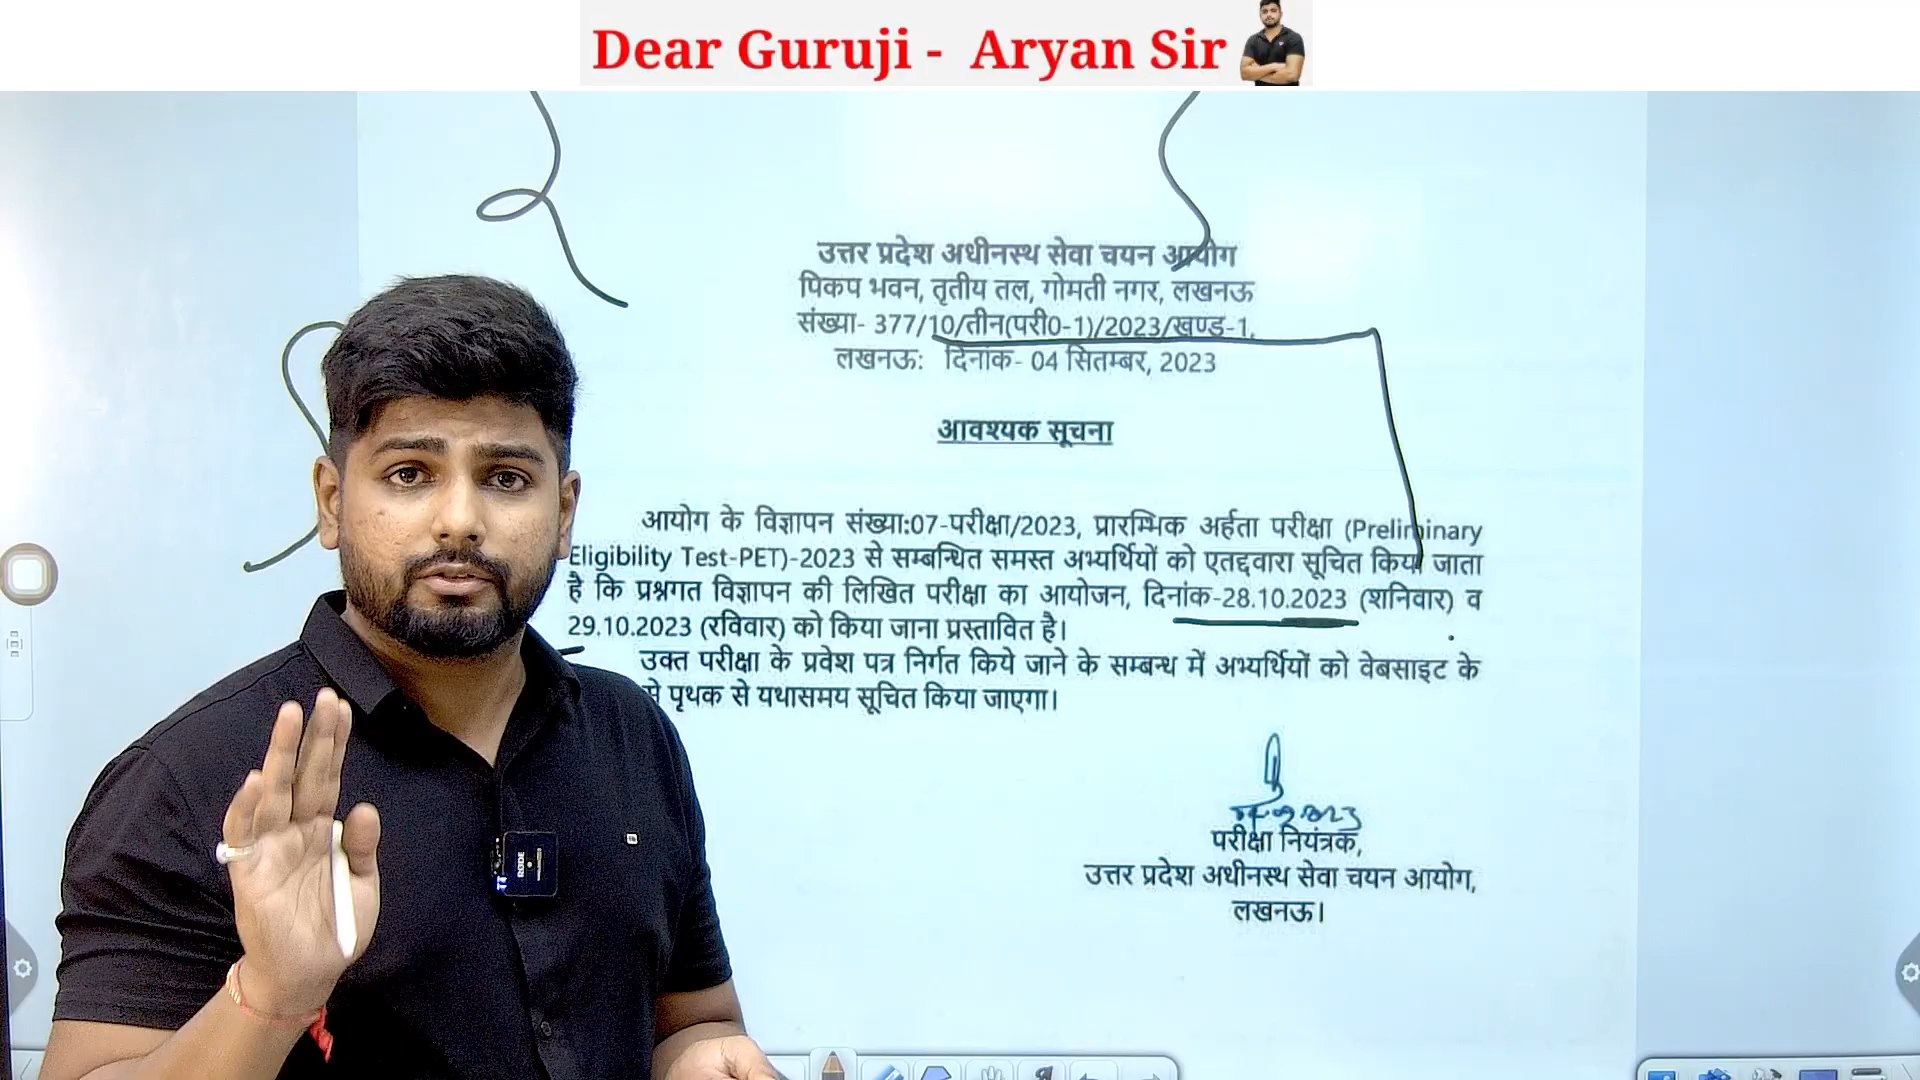 Dear Guruji - Aryan Sir
उत्तर प्रदेश अधीनस्थ सेवा चयन आयोग
पिकप भवन, तृतीय तल, गोमती नगर, लखनऊ
संख्या- 377/10/तीन(परी0-1)/2023/खण्ड-1,
लखनऊः दिनांक- 04 सितम्बर, 2023
आवश्यक सूचना
आयोग के विज्ञापन संख्या:07-परीक्षा/2023, प्रारम्भिक अर्हता परीक्षा (Preliminary
Eligibility Test-PET)-2023 से सम्बन्धित समस्त अभ्यर्थियों को एतद्दवारा सूचित किया जाता
है कि प्रश्नगत विज्ञापन की लिखित परीक्षा का आयोजन, दिनांक-28.10.2023 (शनिवार) व
29.10.2023 (रविवार) को किया जाना प्रस्तावित है।
उक्त परीक्षा के प्रवेश पत्र निर्गत किये जाने के सम्बन्ध में अभ्यर्थियों को वेबसाइट के
से पृथक से यथासमय सूचित किया जाएगा।
परीक्षा नियंत्रक,
उत्तर प्रदेश अधीनस्थ सेवा चयन आयोग,
लखनऊ।
RODE